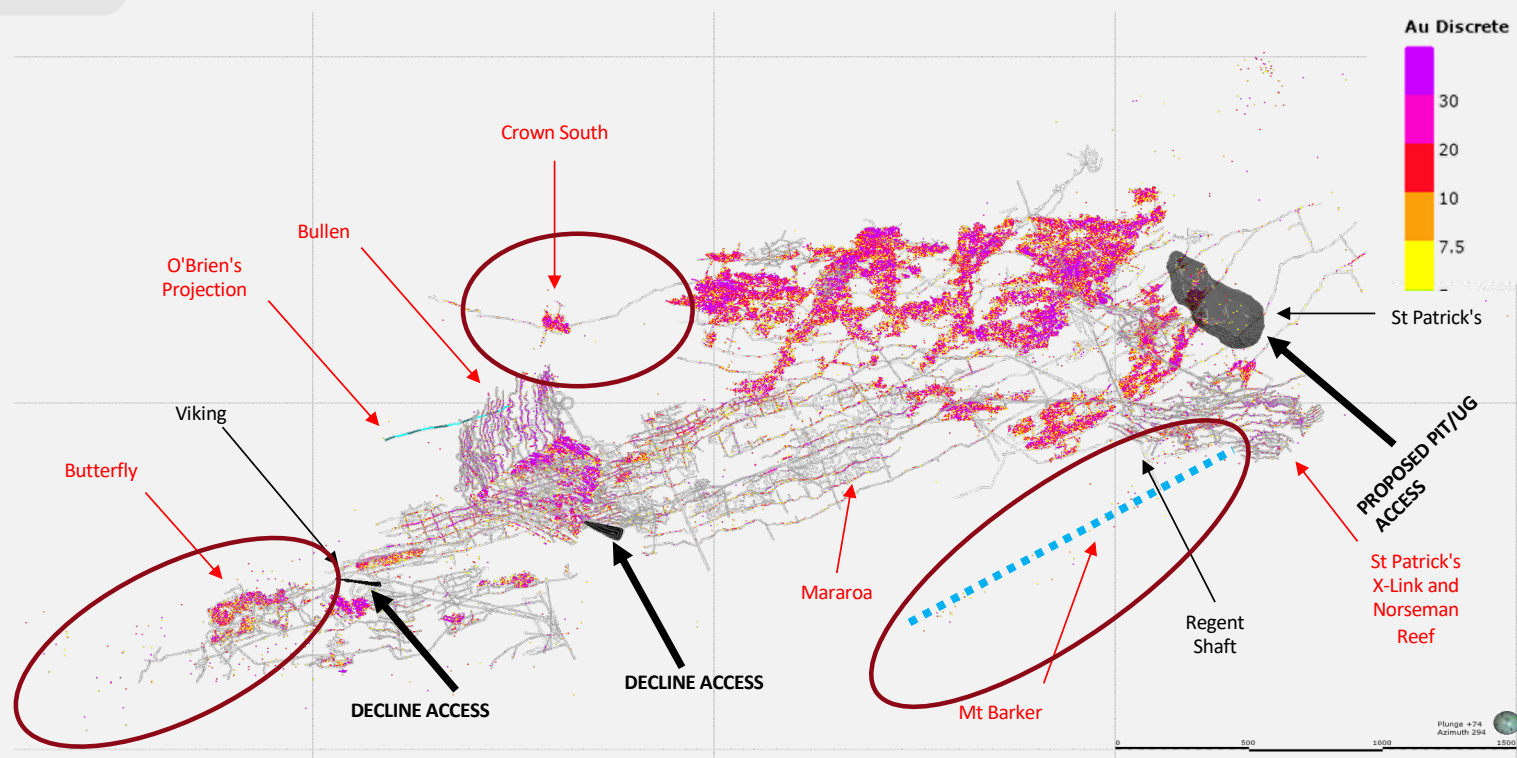 Au Discrete
30
20
10
7.5
Crown South
Bullen
O'Brien's
Projection
Viking
Butterfly
St Patrick's
PROPOSED PIT/UG
ACCESS
Mararoa
Regent
Shaft
St Patrick's
X-Link and
Norseman
Reef
DECLINE ACCESS
DECLINE ACCESS
Mt Barker
Plunge +74
Azimuth 294
0
500
1000
1500